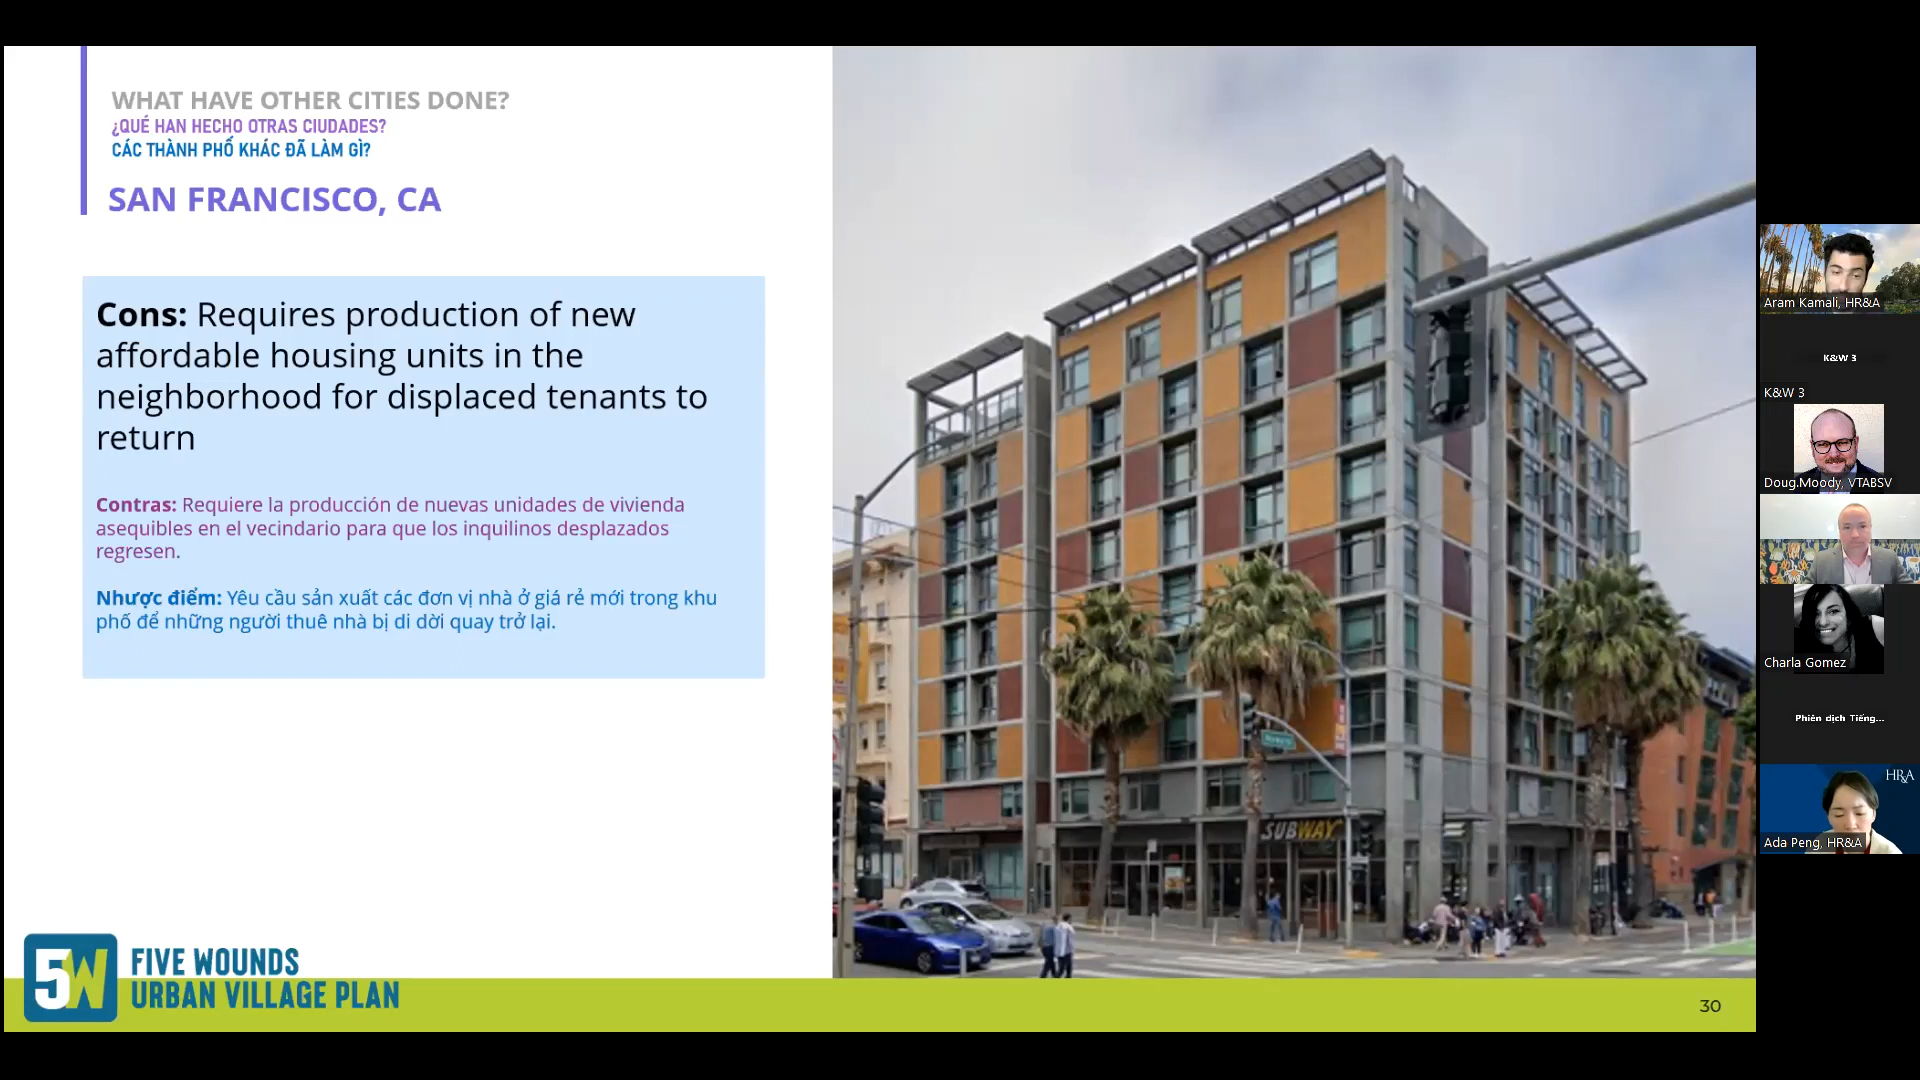 WHAT HAVE OTHER CITIES DONE?
¿QUÉ HAN HECHO OTRAS CIUDADES?
CÁC THÀNH PHỐ KHÁC ĐÃ LÀM GÌ?
SAN FRANCISCO, CA
Cons: Requires production of new
affordable housing units in the
neighborhood for displaced tenants to
return
Contras: Requiere la producción de nuevas unidades de vivienda
asequibles en el vecindario para que los inquilinos desplazados
regresen.
Nhược điểm: Yêu cầu sản xuất các đơn vị nhà ở giá rẻ mới trong khu
phố để những người thuê nhà bị di dời quay trở lại.
SUBWAY
5W
FIVE WOUNDS
URBAN VILLAGE PLAN
30
Aram Kamali, HR&A
K&W 3
K&W 3
Doug.Moody, VTABSV
Charla Gomez
Phiên dịch Tiếng...
HR&A
Ada Peng, HR&A